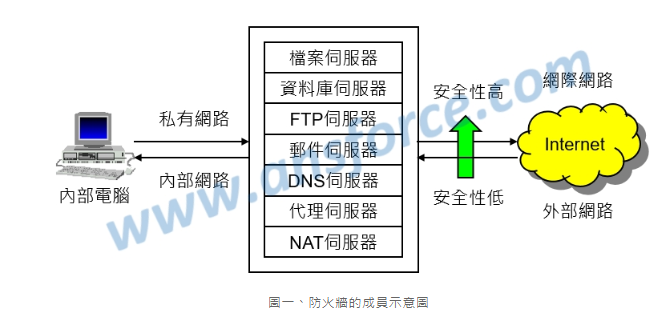 檔案伺服器
資料庫伺服器
FTP伺服器
郵件伺服器
DNS伺服器
代理伺服器
NAT伺服器
私有網路
內部網路
內部電腦
安全性高
安全性低
網際網路
Internet
外部網路
www.ansforce.com
圖一、防火牆的成員示意圖